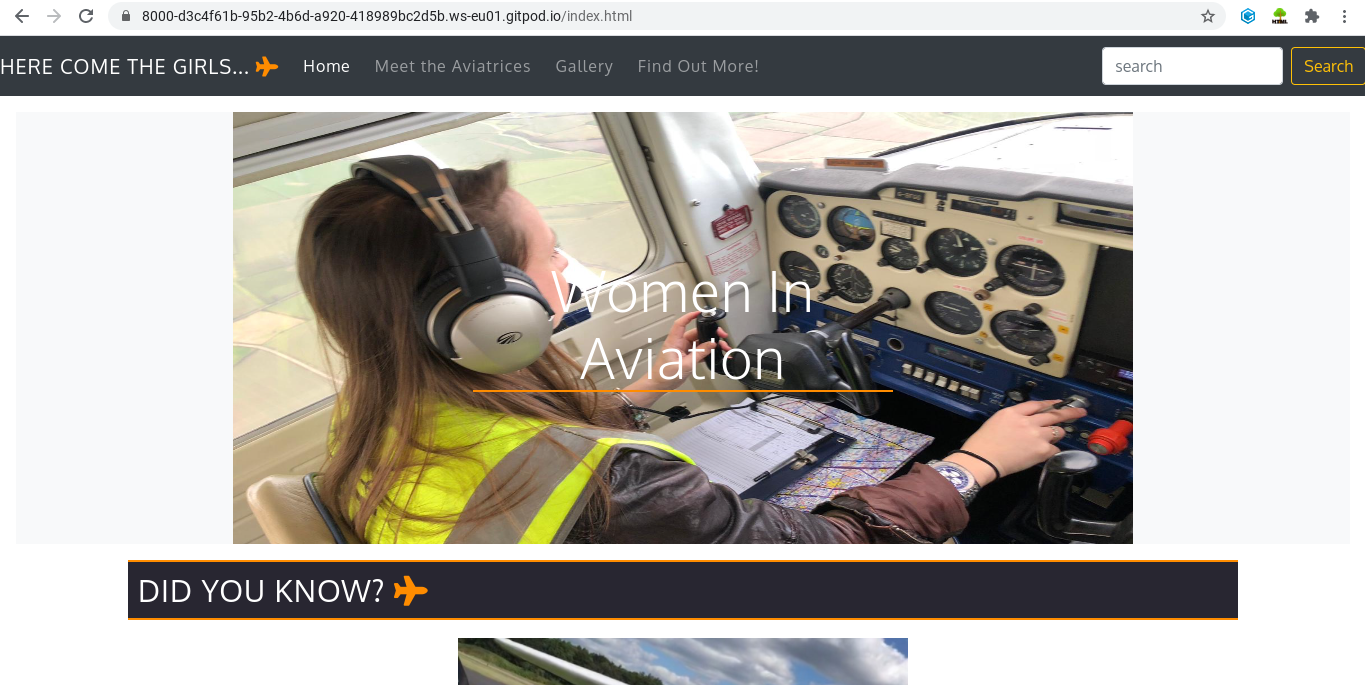 8000-d3c4f61b-95b2-4b6d-a920-418989bc2d5b.ws-eu01.gitpod.io/index.html
HTML
HERE COME THE GIRLS... Home Meet the Aviatrices Gallery Find Out More! search Search
Women In
Aviation
DID YOU KNOW?